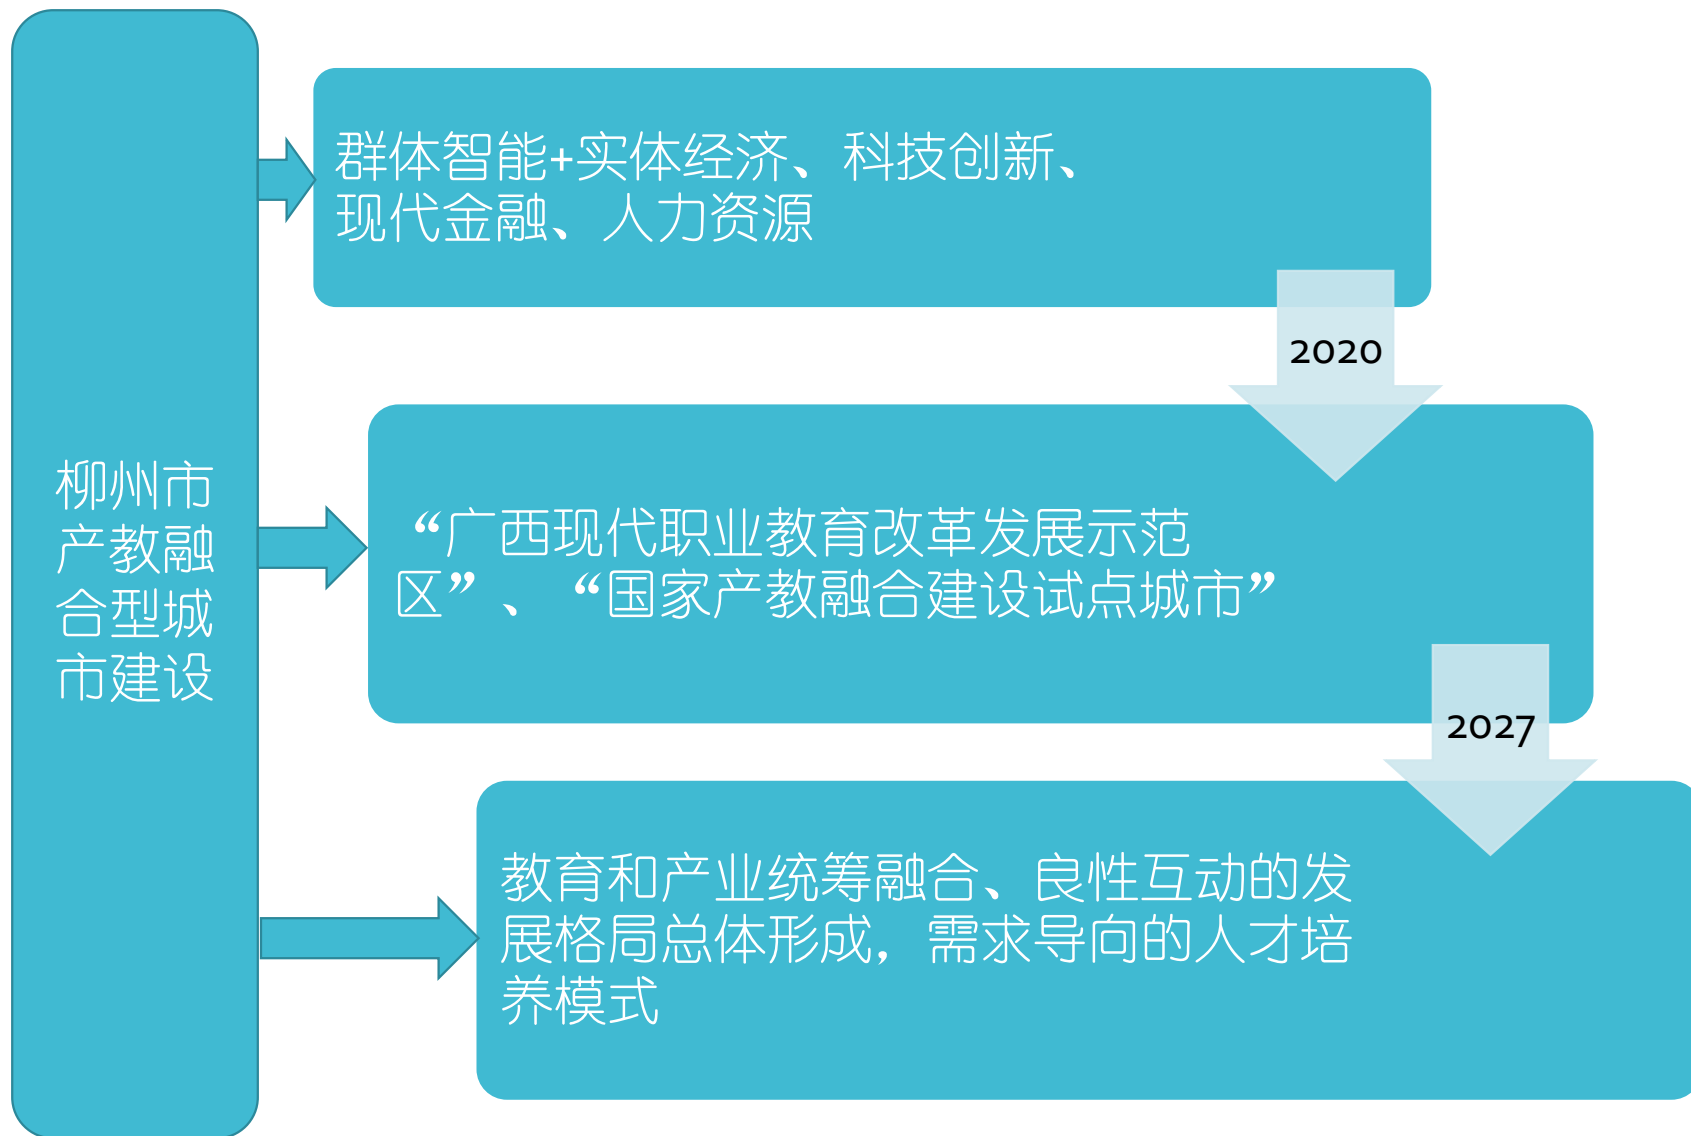 柳州市
产教融
合型城
市建设
群体智能+实体经济、科技创新、
现代金融、人力资源
2020
“广西现代职业教育改革发展示范
区”、“国家产教融合建设试点城市”
2027
教育和产业统筹融合、良性互动的发
展格局总体形成，需求导向的人才培
养模式